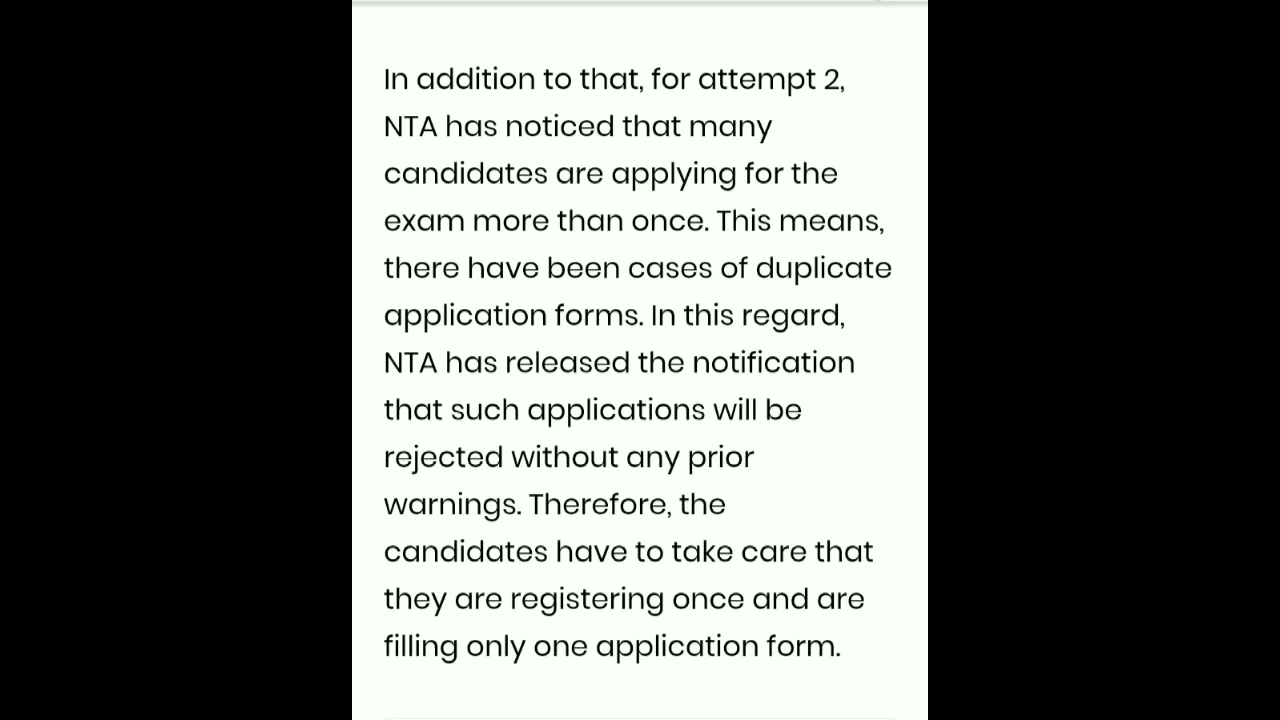 In addition to that, for attempt 2,
NTA has noticed that many
candidates are applying for the
exam more than once. This means,
there have been cases of duplicate
application forms. In this regard,
NTA has released the notification
that such applications will be
rejected without any prior
warnings. Therefore, the
candidates have to take care that
they are registering once and are
filling only one application form.